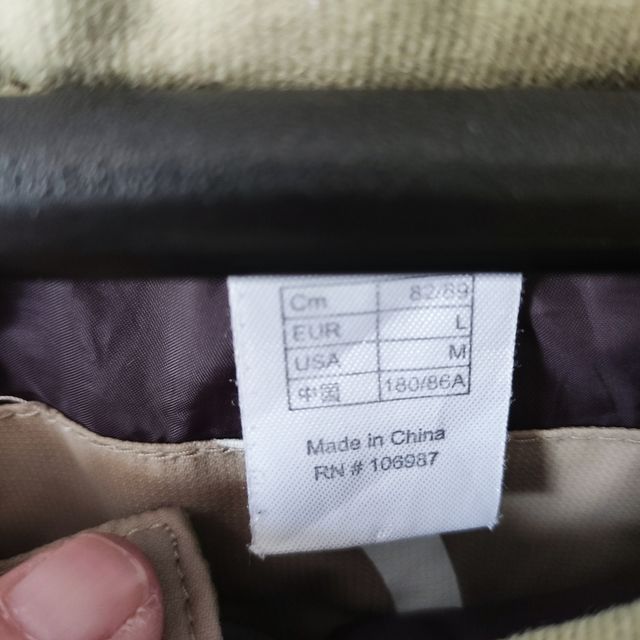 Cm 82/89
EUR L
USA M
中国 180/86A
Made in China
RN # 106987